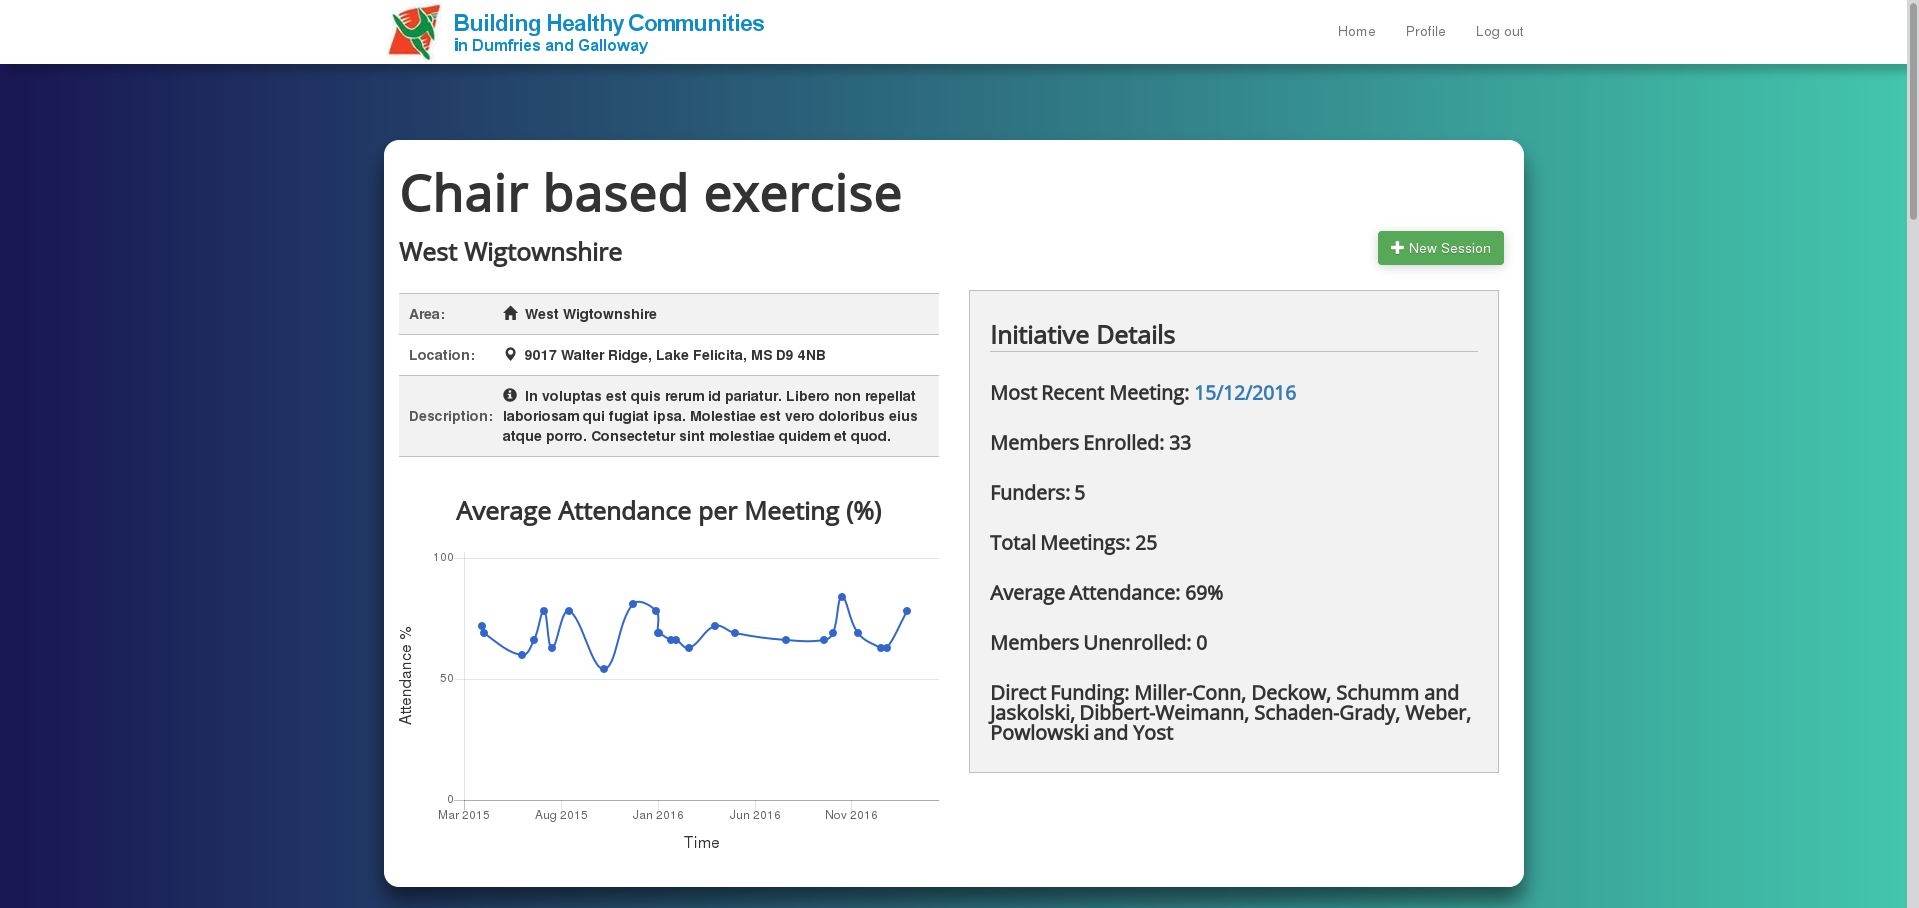 Building Healthy Communities
in Dumfries and Galloway
Home
Profile
Log out
Chair based exercise
West Wigtownshire
New Session
Area:
West Wigtownshire
Location:
9017 Walter Ridge, Lake Felicita, MS D9 4NB
Description:
In voluptas est quis rerum id pariatur. Libero non repellat
laboriosam qui fugiat ipsa. Molestiae est vero doloribus eius
atque porro. Consectetur sint molestiae quidem et quod.
Average Attendance per Meeting (%)
100
50
0
Attendance %
Mar 2015
Aug 2015
Jan 2016
Jun 2016
Nov 2016
Time
Initiative Details
Most Recent Meeting: 15/12/2016
Members Enrolled: 33
Funders: 5
Total Meetings: 25
Average Attendance: 69%
Members Unenrolled: 0
Direct Funding: Miller-Conn, Deckow, Schumm and
Jaskolski, Dibbert-Weimann, Schaden-Grady, Weber,
Powlowski and Yost